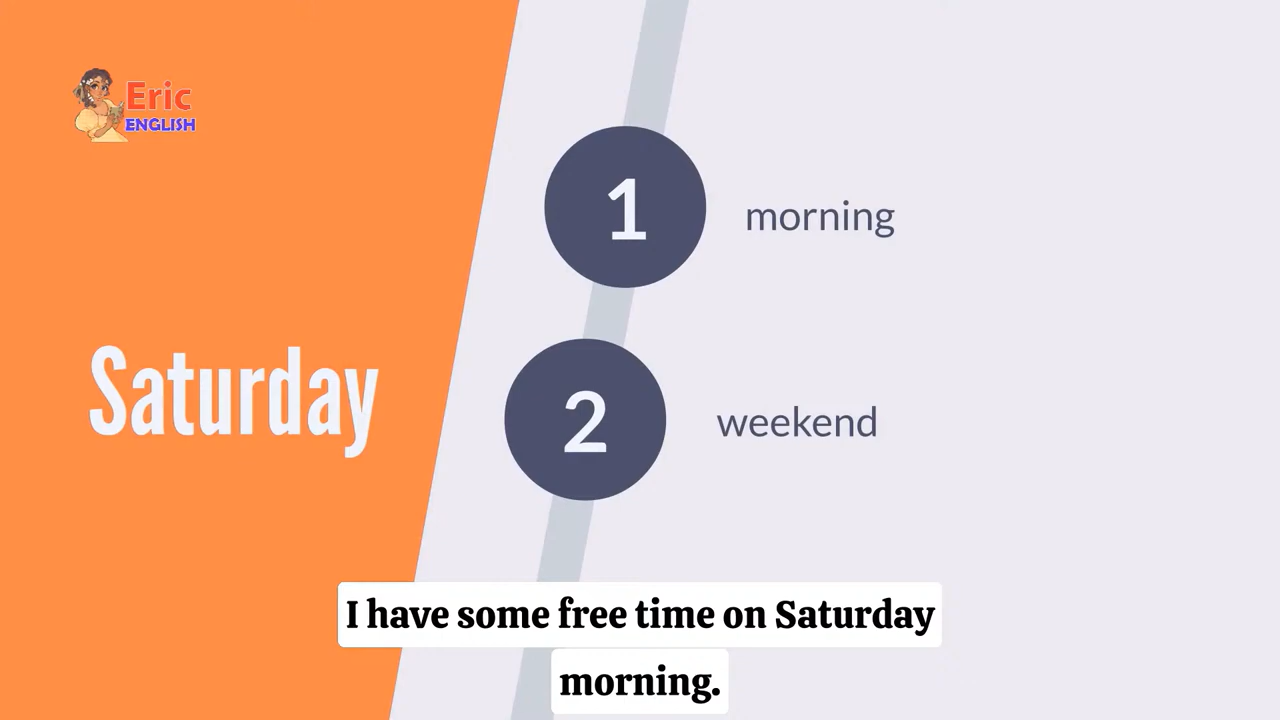 Eric
ENGLISH
Saturday
1
morning
2
weekend
I have some free time on Saturday
morning.